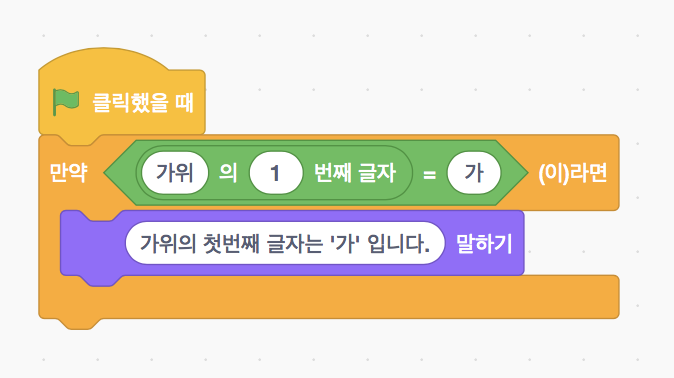 클릭했을 때
만약 가위 의 1 번째 글자 = 가 (이)라면
가위의 첫번째 글자는 '가' 입니다. 말하기